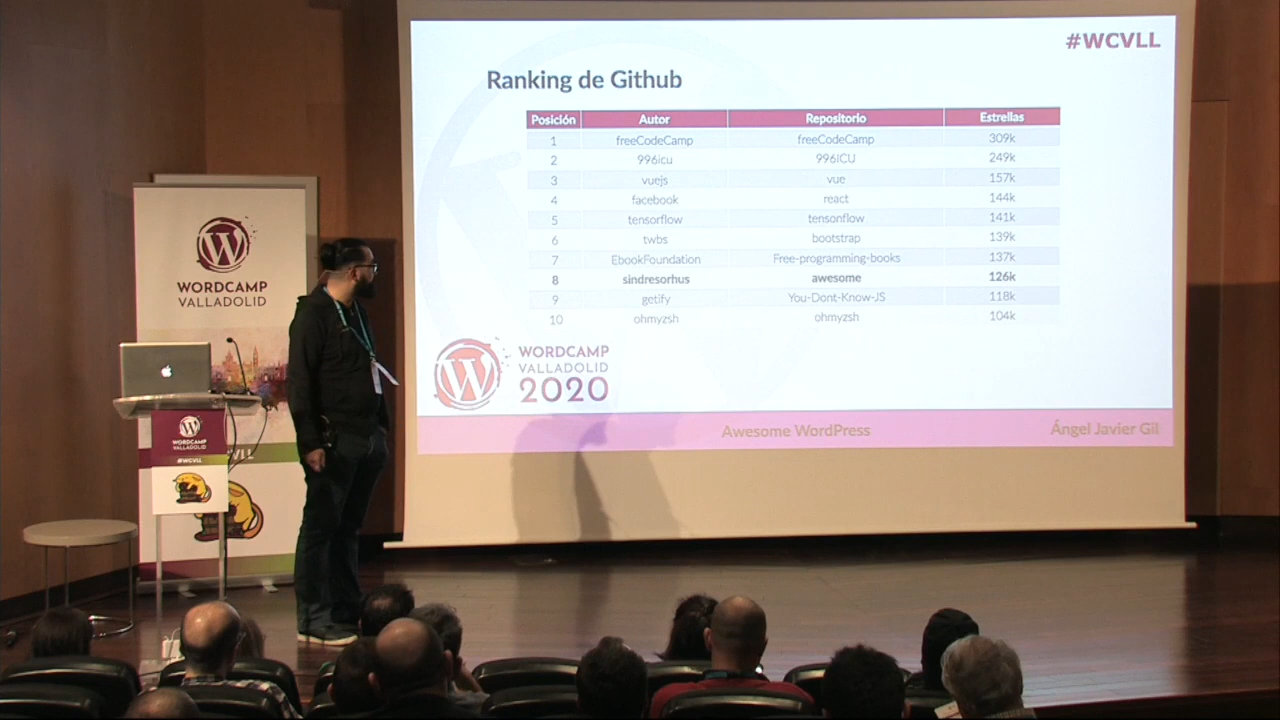 #WCVLL
Ranking de Github
Posición Autor Repositorio Estrellas
1 freeCodeCamp freeCodeCamp 309k
2 996icu 996ICU 249k
3 vuejs vue 157k
4 facebook react 144k
5 tensorflow tensonflow 141k
6 twbs bootstrap 139k
7 EbookFoundation Free-programming-books 137k
8 sindresorhus awesome 126k
9 getify You-Dont-Know-JS 118k
10 ohmyzsh ohmyzsh 104k
WORDCAMP
VALLADOLID
2020
Awesome WordPress Ángel Javier Gil
WORDCAMP
VALLADOLID
WORDCAMP
VALLADOLID
#WCVLL
VLL